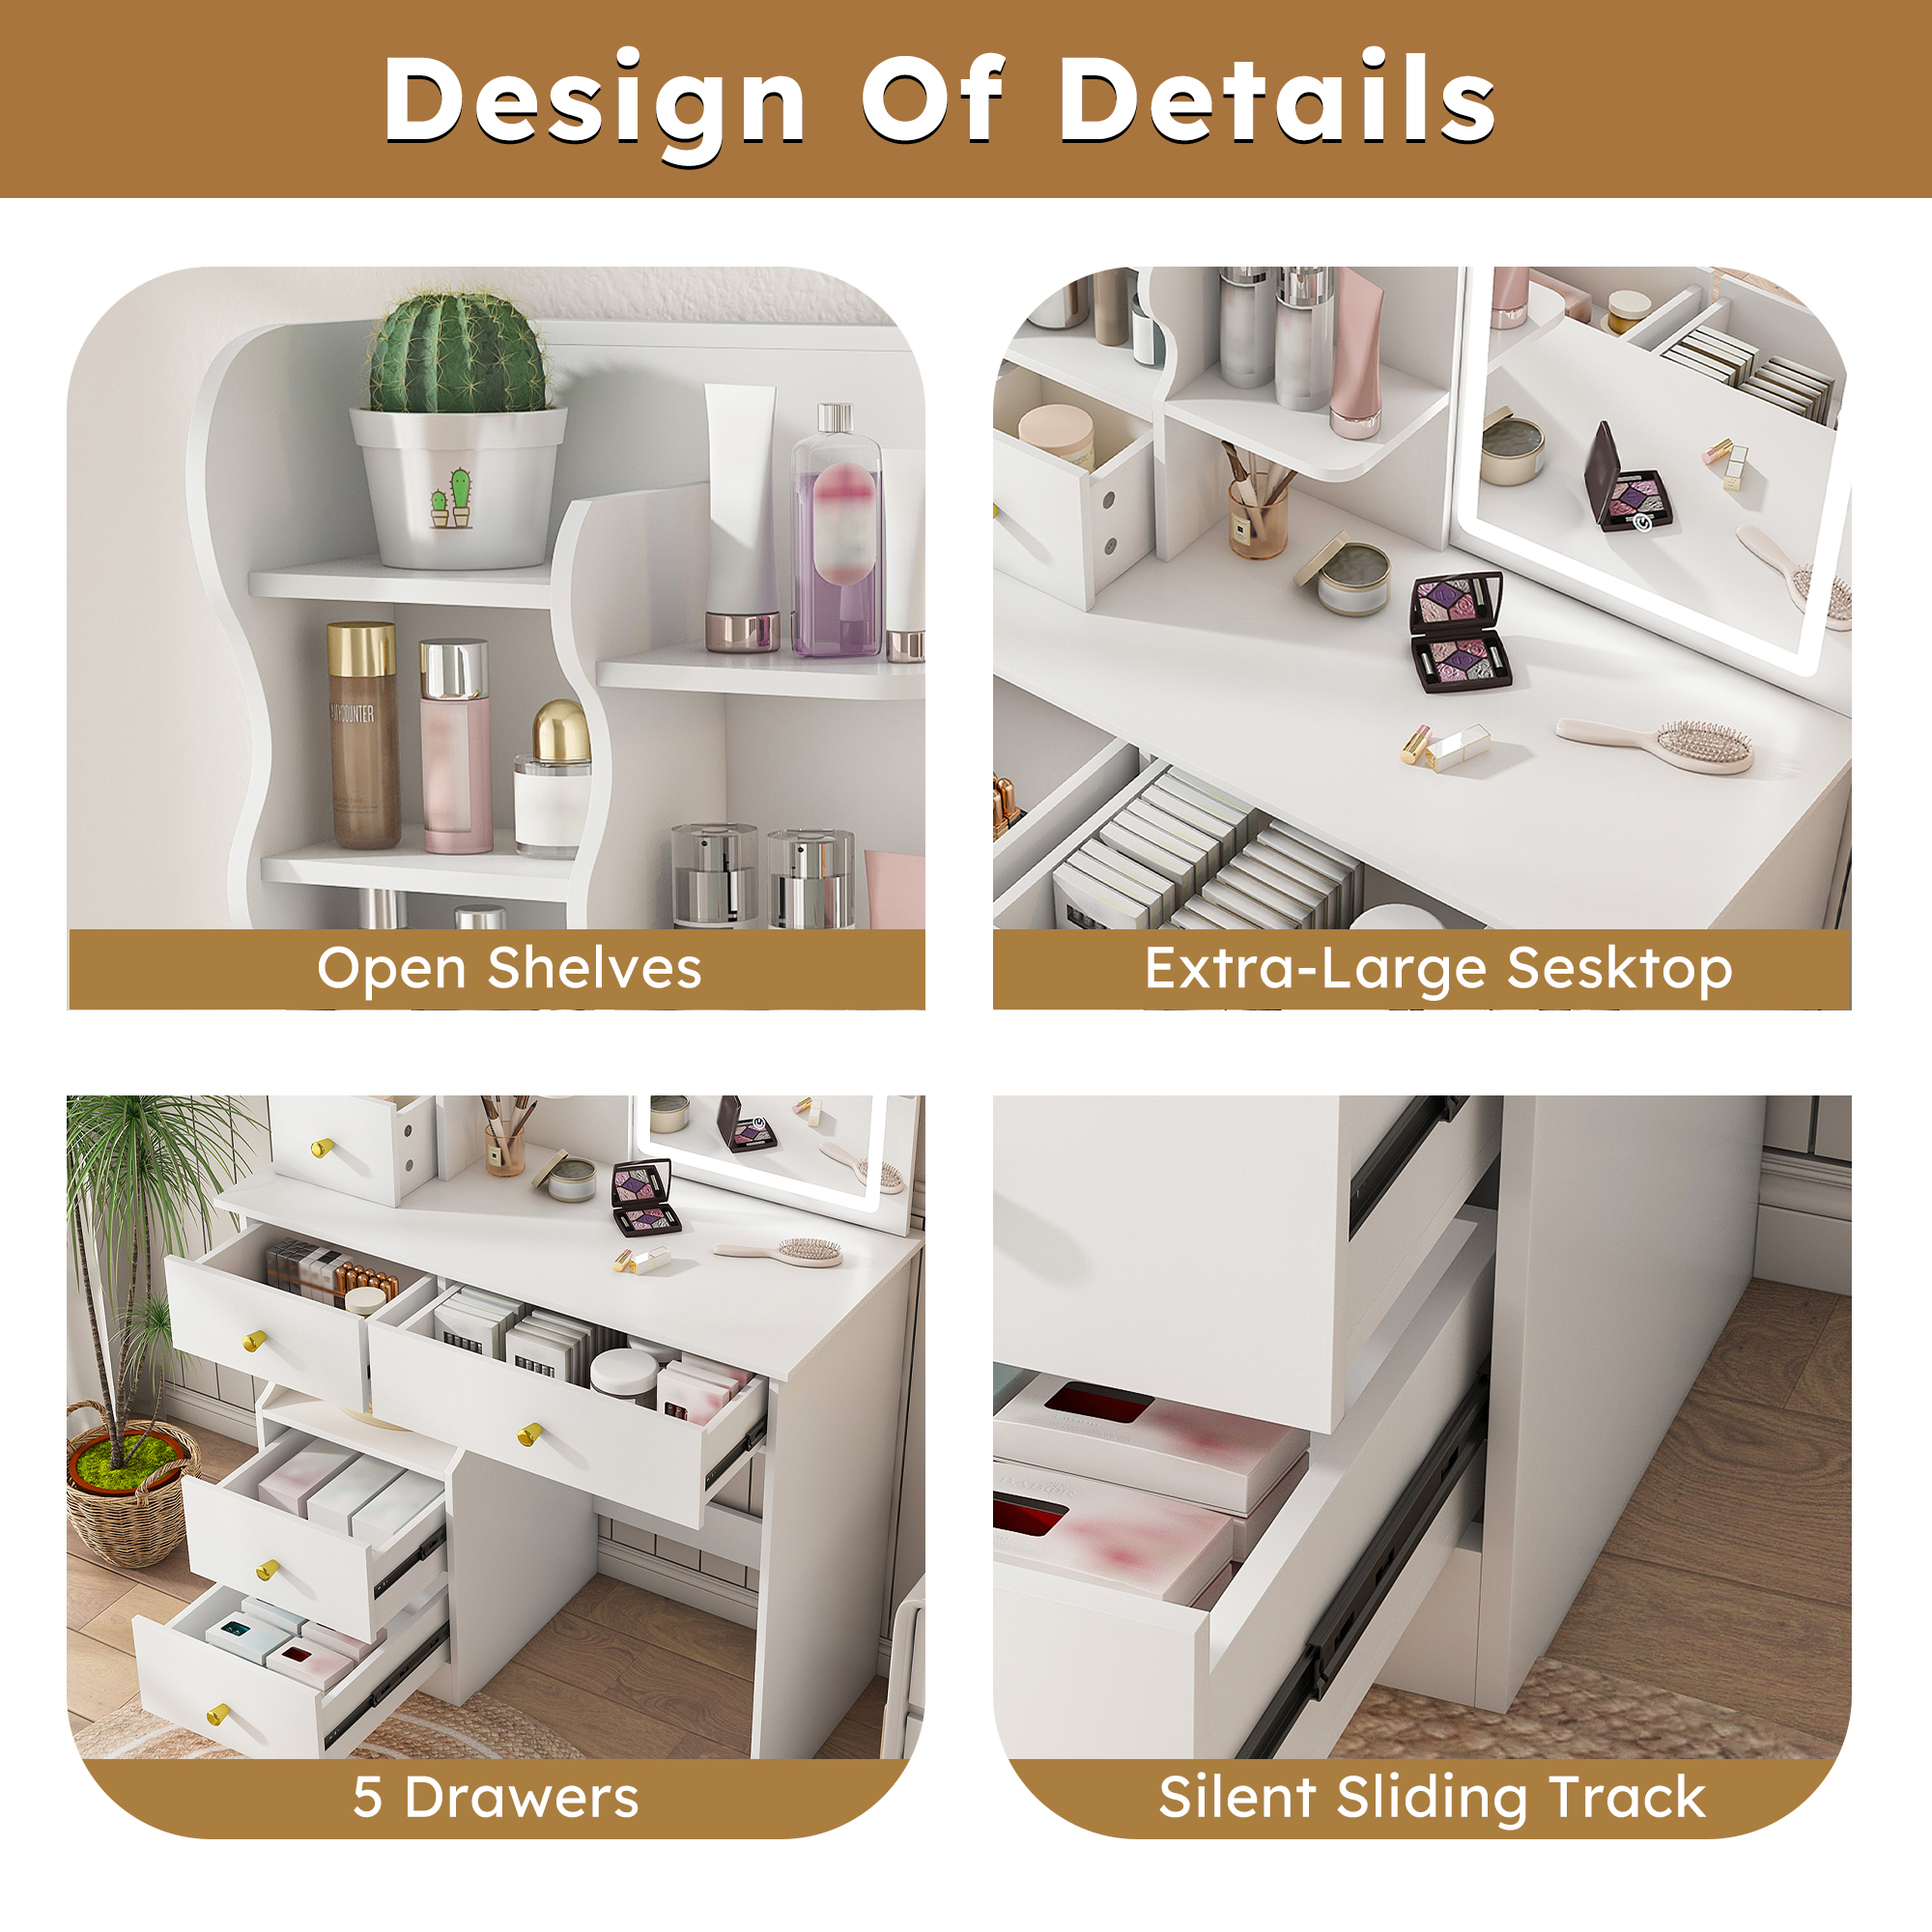 Design Of Details
Open Shelves
Extra-Large Sesktop
5 Drawers
Silent Sliding Track